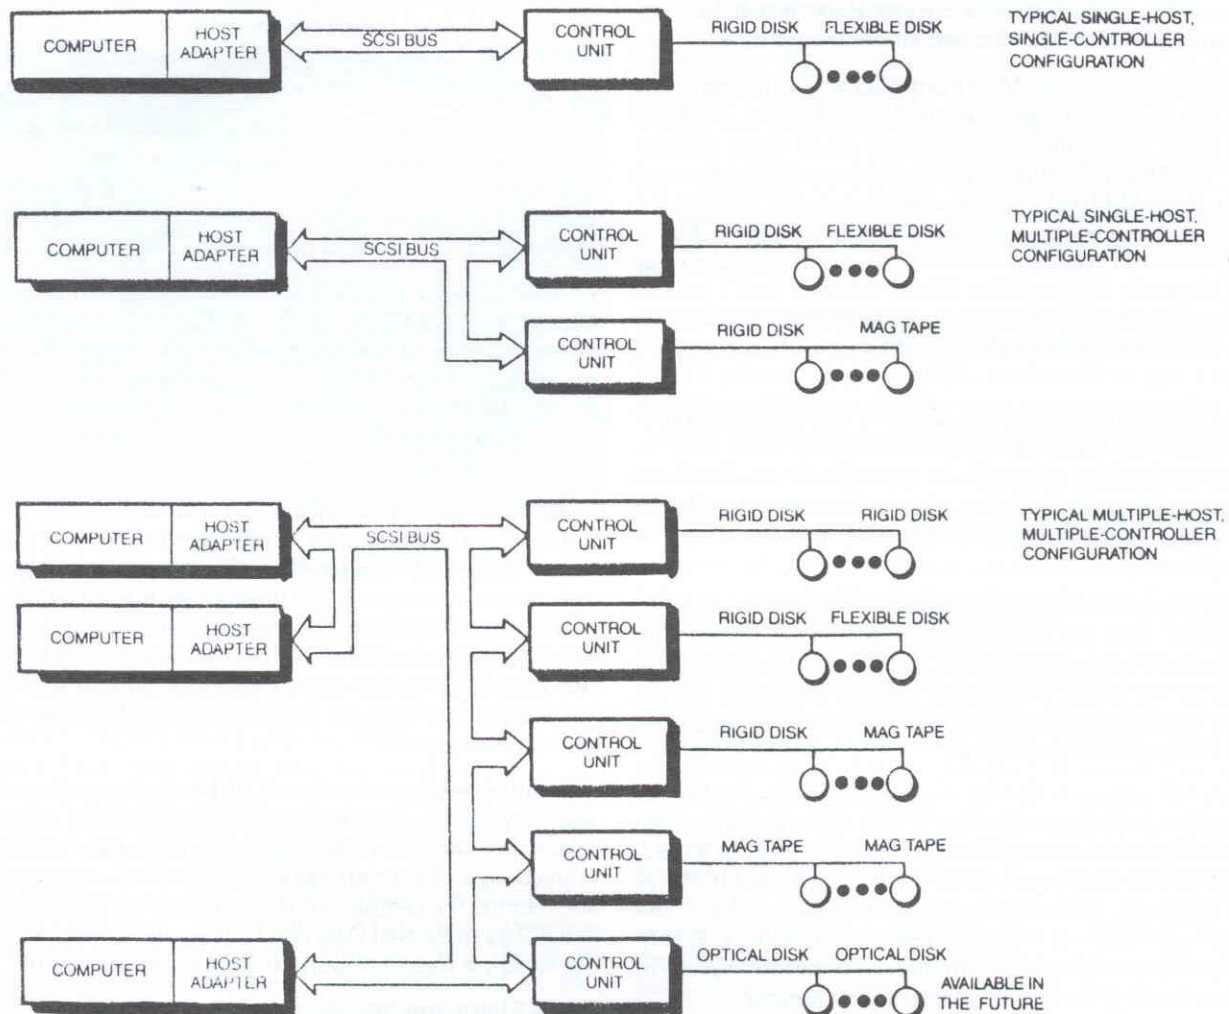 COMPUTER
HOST
ADAPTER
SCSI BUS
CONTROL
UNIT
RIGID DISK
FLEXIBLE DISK
TYPICAL SINGLE-HOST,
SINGLE-CONTROLLER
CONFIGURATION
COMPUTER
HOST
ADAPTER
SCSI BUS
CONTROL
UNIT
RIGID DISK
FLEXIBLE DISK
TYPICAL SINGLE-HOST,
MULTIPLE-CONTROLLER
CONFIGURATION
CONTROL
UNIT
RIGID DISK
MAG TAPE
COMPUTER
HOST
ADAPTER
SCSI BUS
CONTROL
UNIT
RIGID DISK
RIGID DISK
TYPICAL MULTIPLE-HOST,
MULTIPLE-CONTROLLER
CONFIGURATION
COMPUTER
HOST
ADAPTER
CONTROL
UNIT
RIGID DISK
FLEXIBLE DISK
CONTROL
UNIT
RIGID DISK
MAG TAPE
CONTROL
UNIT
MAG TAPE
MAG TAPE
COMPUTER
HOST
ADAPTER
CONTROL
UNIT
OPTICAL DISK
OPTICAL DISK
AVAILABLE IN
THE FUTURE